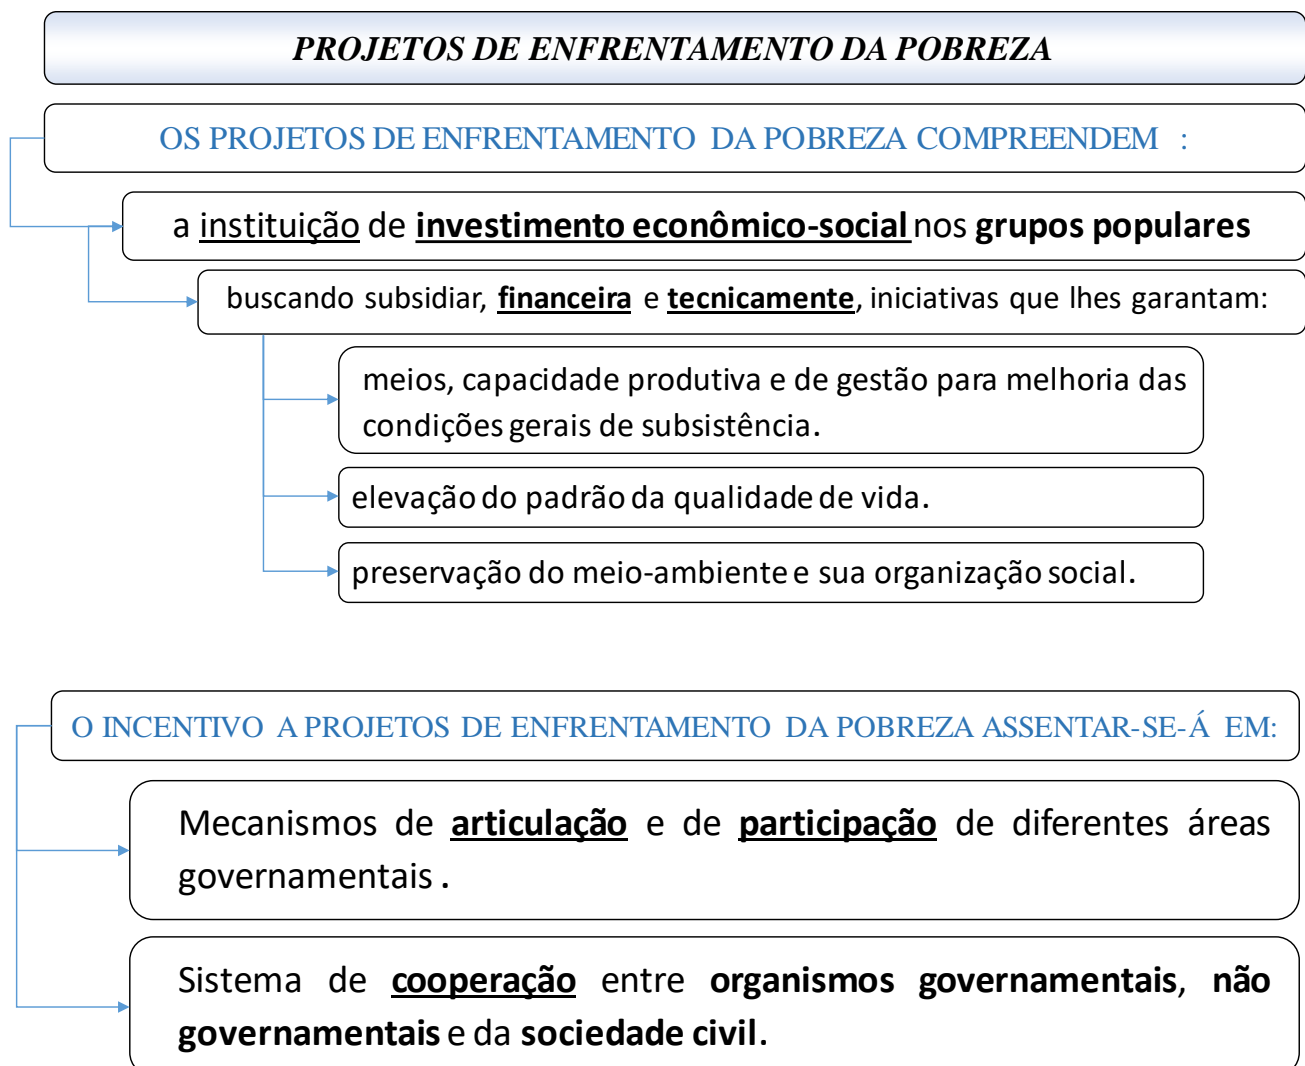 PROJETOS DE ENFRENTAMENTO DA POBREZA
OS PROJETOS DE ENFRENTAMENTO DA POBREZA COMPREENDEM :
a instituição de investimento econômico-social nos grupos populares
buscando subsidiar, financeira e tecnicamente, iniciativas que lhes garantam:
meios, capacidade produtiva e de gestão para melhoria das
condições gerais de subsistência.
elevação do padrão da qualidade de vida.
preservação do meio-ambiente e sua organização social.
O INCENTIVO A PROJETOS DE ENFRENTAMENTO DA POBREZA ASSENTAR-SE-Á EM:
Mecanismos de articulação e de participação de diferentes áreas
governamentais .
Sistema de cooperação entre organismos governamentais, não
governamentais e da sociedade civil.